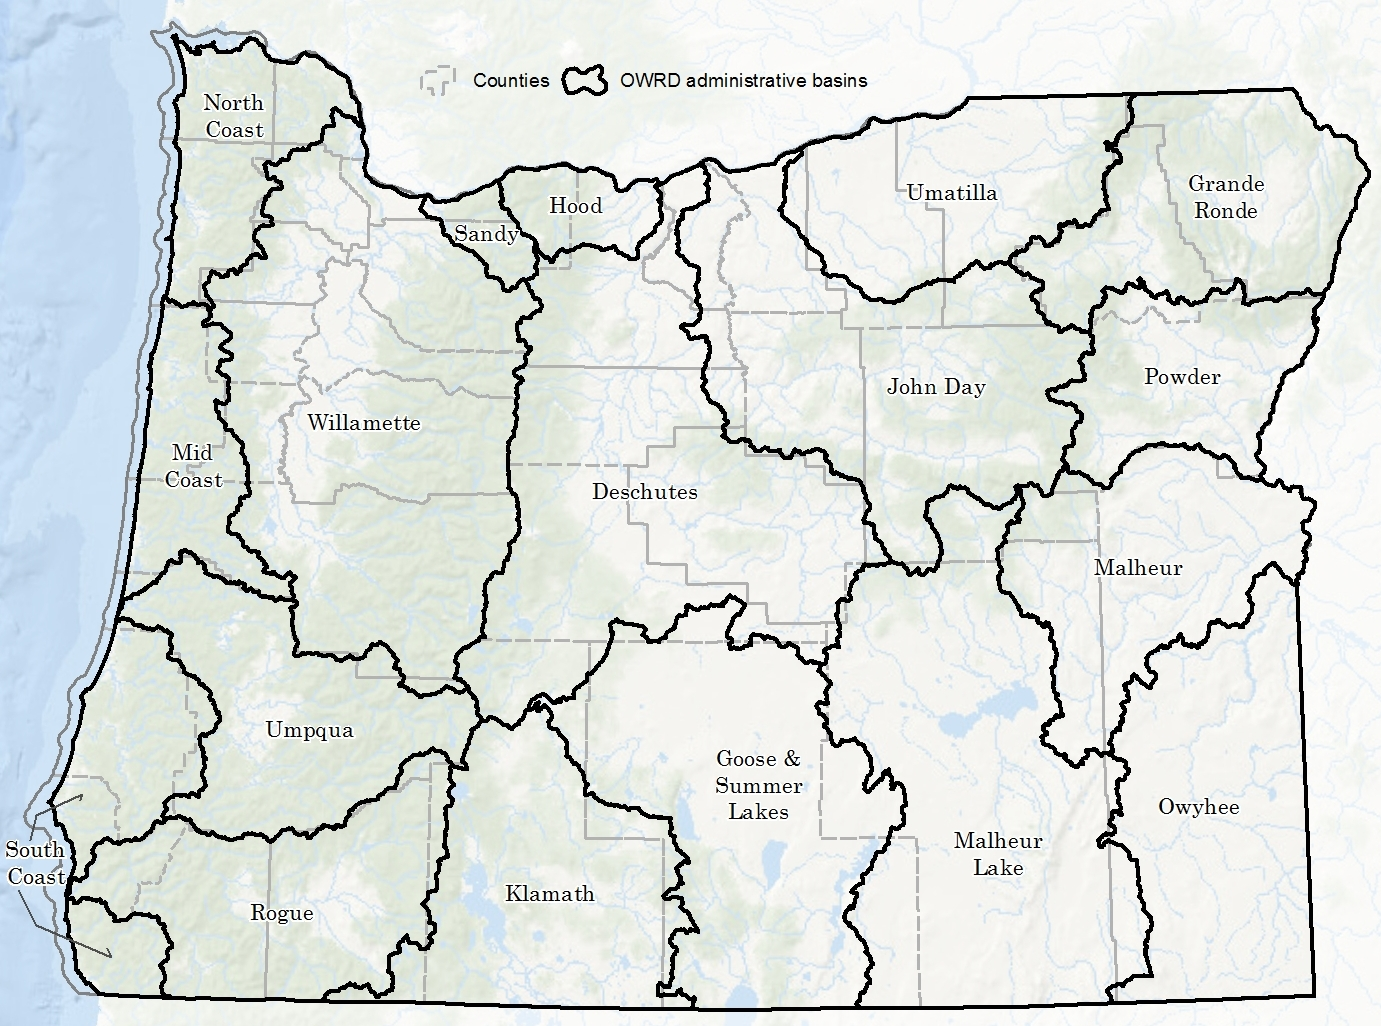 Counties
OWRD administrative basins
North
Coast
Hood
Sandy
Umatilla
Grande
Ronde
Willamette
John Day
Powder
Mid
Coast
Deschutes
Malheur
Umpqua
Goose &
Summer
Lakes
Owyhee
Malheur
Lake
South
Coast
Klamath
Rogue